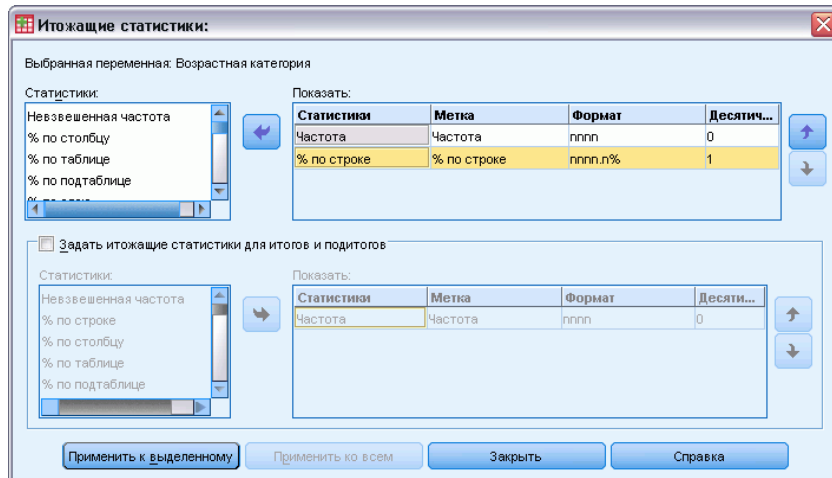 Итожащие статистики:
Выбранная переменная: Возрастная категория
Статистики:
Невзвешенная частота
% по столбцу
% по таблице
% по подтаблице
Показать:
Статистики Метка Формат Десятич...
Частота Частота nnnn 0
% по строке % по строке nnnn.n% 1
Задать итожащие статистики для итогов и подитогов
Статистики:
Невзвешенная частота
% по строке
% по столбцу
% по таблице
% по подтаблице
Показать:
Статистики Метка Формат Десяти...
Частота Частота nnnn 0
Применить к выделенному Применить ко всем Закрыть Справка